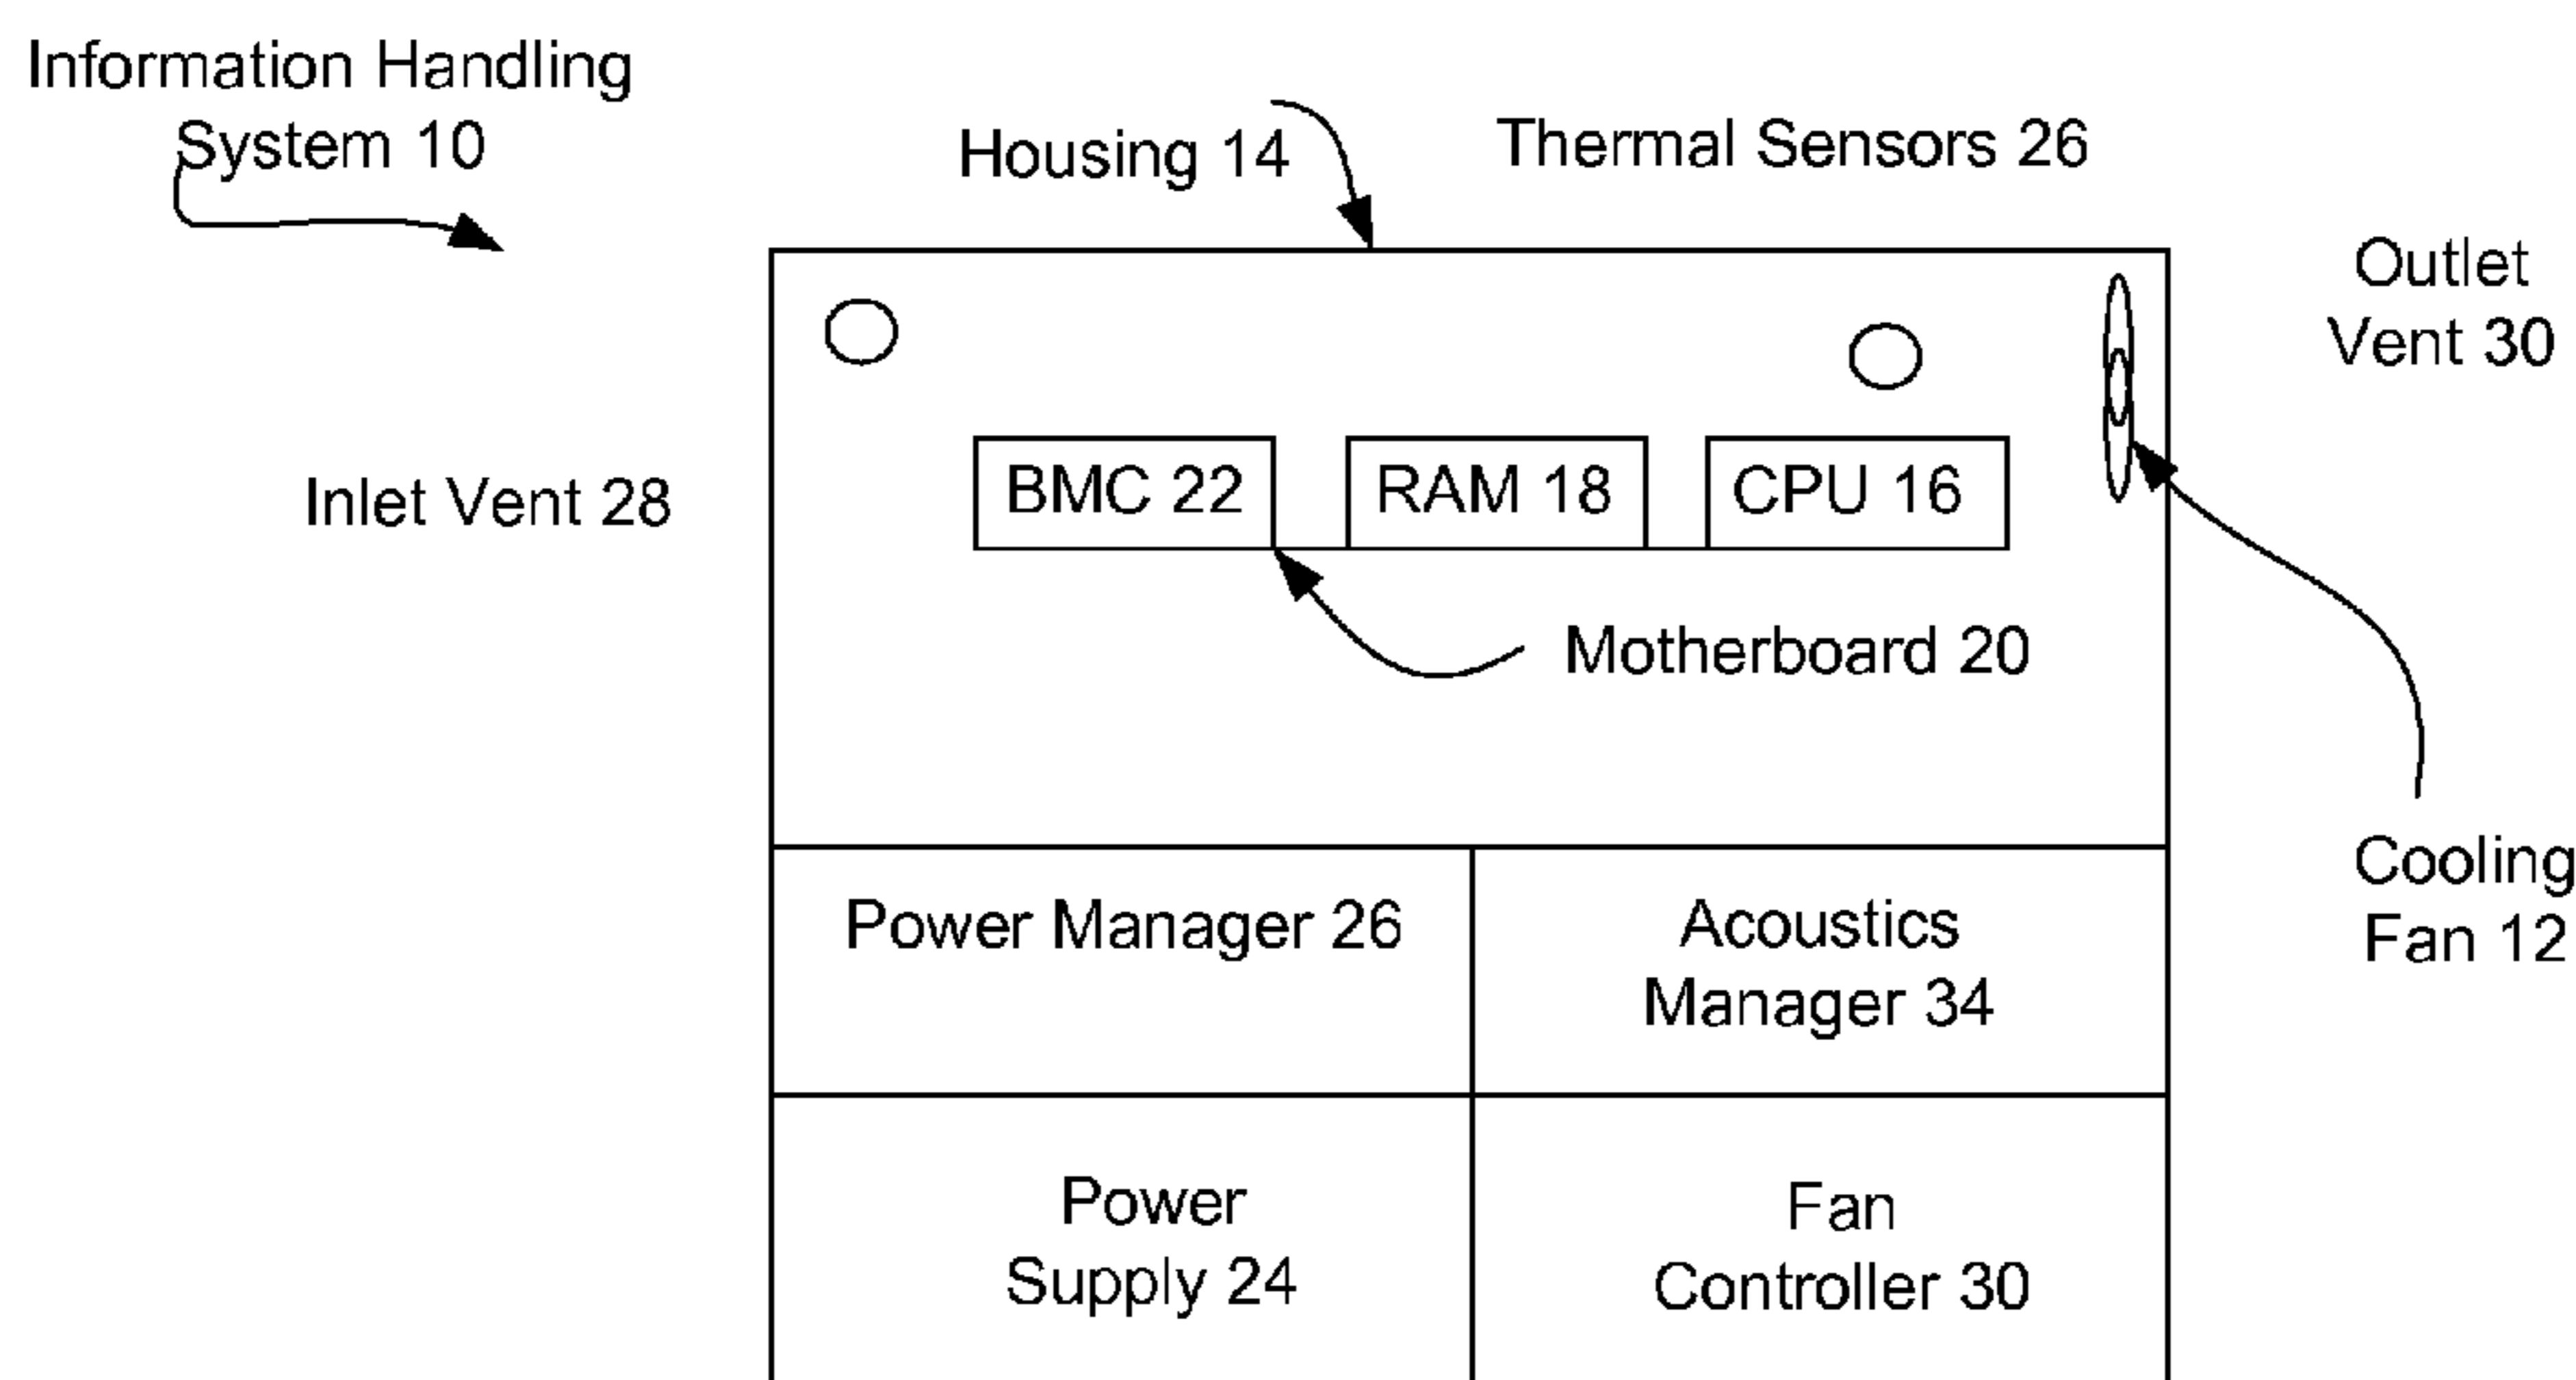 Information Handling
System 10
Housing 14
Thermal Sensors 26
Outlet
Vent 30
Inlet Vent 28
BMC 22
RAM 18
CPU 16
Motherboard 20
Cooling
Fan 12
Power Manager 26
Acoustics
Manager 34
Power
Supply 24
Fan
Controller 30